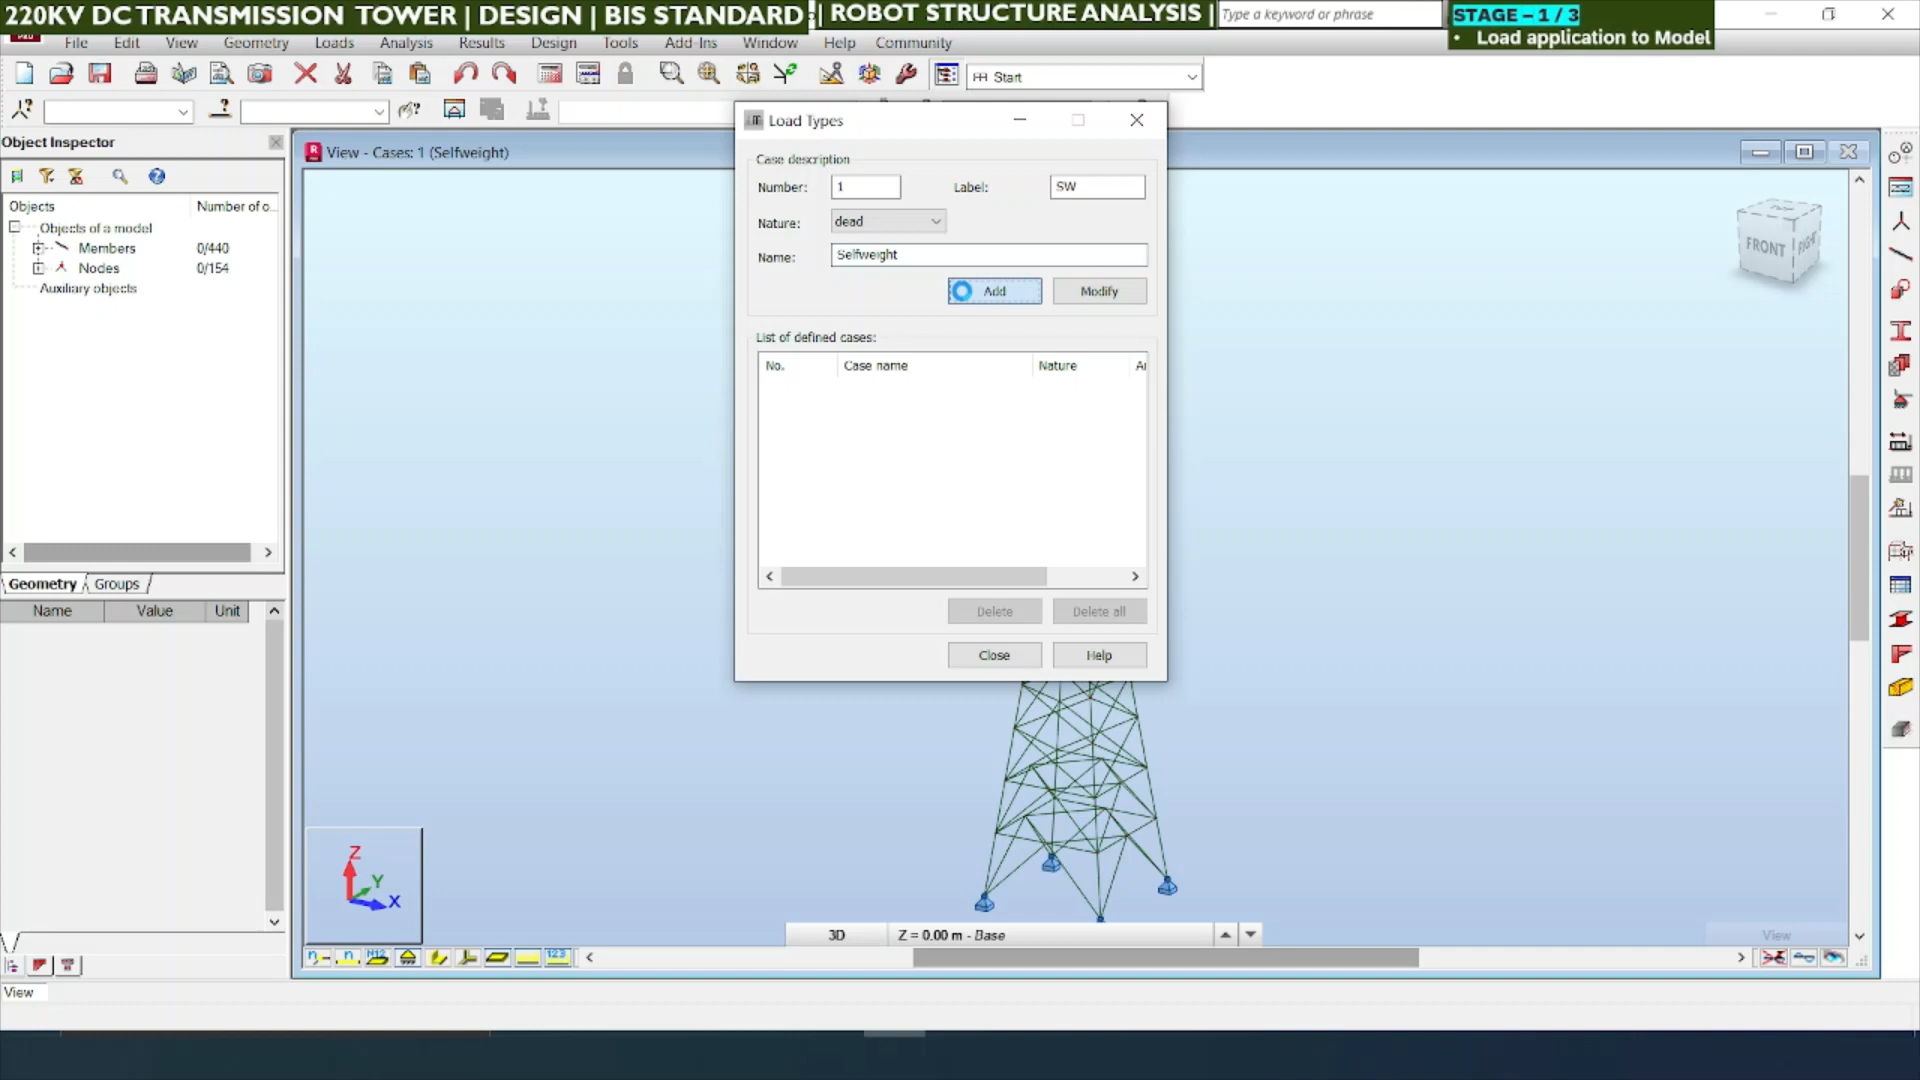 220KV DC TRANSMISSION TOWER | DESIGN | BIS STANDARD | ROBOT STRUCTURE ANALYSIS |
Type a keyword or phrase
STAGE – 1 / 3
• Load application to Model
File Edit View Geometry Loads Analysis Results Design Tools Add-Ins Window Help Community
Start
Object Inspector
Objects Number of o...
Objects of a model
Members 0/440
Nodes 0/154
Auxiliary objects
Geometry Groups
Name Value Unit
View
View - Cases: 1 (Selfweight)
Load Types
Case description
Number: 1 Label: SW
Nature: dead
Name: Selfweight
Add Modify
List of defined cases:
No. Case name Nature
Delete Delete all
Close Help
FRONT RIGHT
Z
Y
X
3D Z = 0.00 m - Base
View